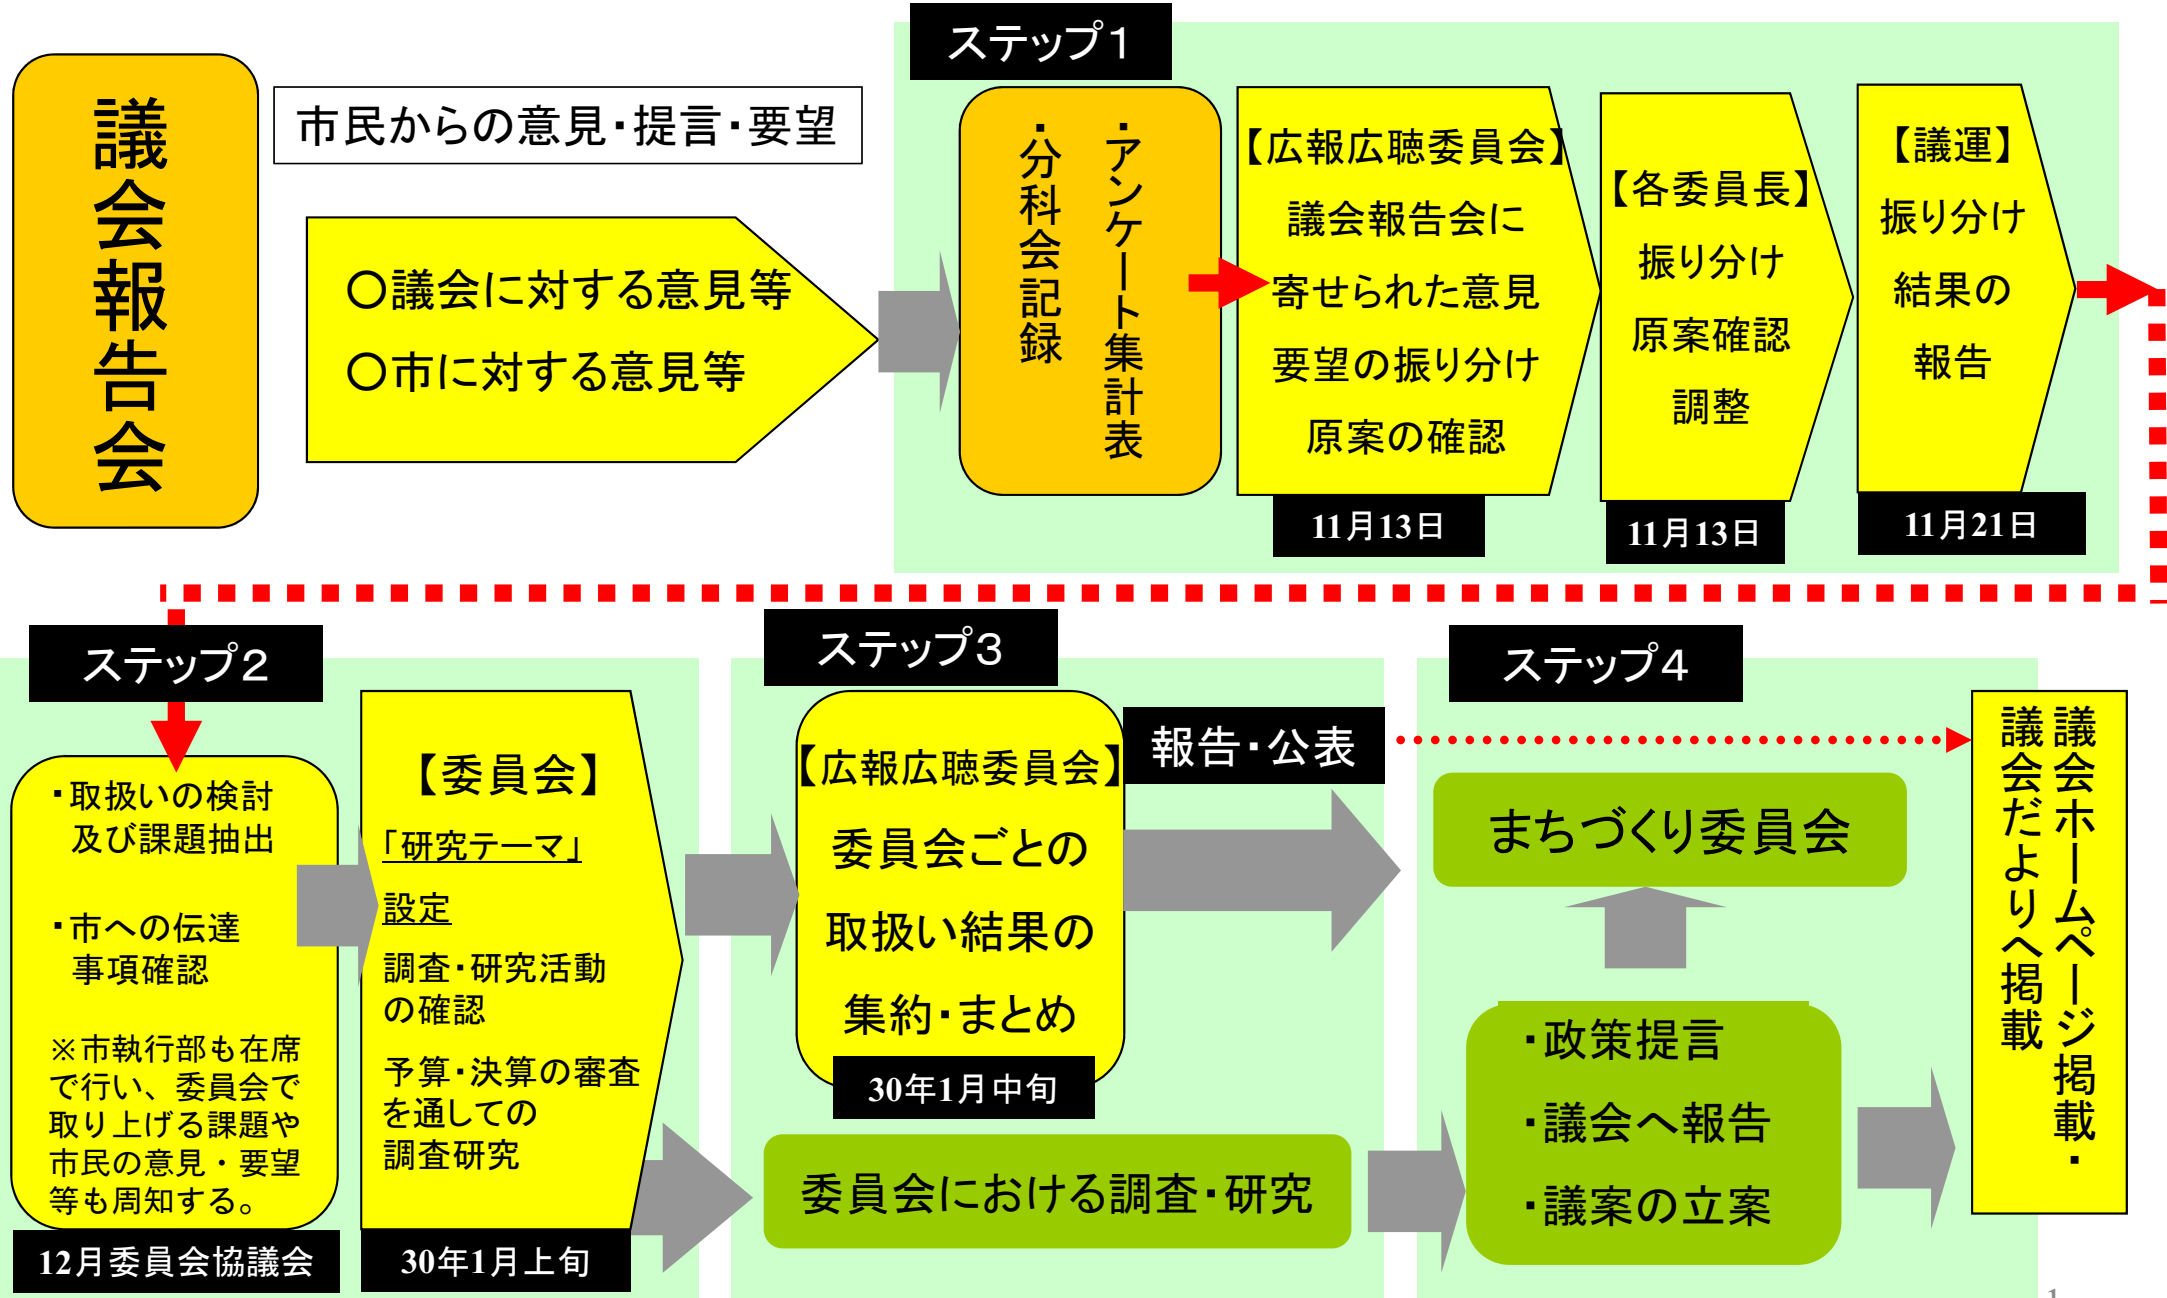 議会報告会
市民からの意見・提言・要望
〇議会に対する意見等
〇市に対する意見等
ステップ1
・アンケート集計表
・分科会記録
【広報広聴委員会】
議会報告会に
寄せられた意見
要望の振り分け
原案の確認
11月13日
【各委員長】
振り分け
原案確認
調整
11月13日
【議運】
振り分け
結果の
報告
11月21日
ステップ2
・取扱いの検討
及び課題抽出
・市への伝達
事項確認
※市執行部も在席
で行い、委員会で
取り上げる課題や
市民の意見・要望
等も周知する。
12月委員会協議会
【委員会】
「研究テーマ」
設定
調査・研究活動
の確認
予算・決算の審査
を通しての
調査研究
30年1月上旬
ステップ3
【広報広聴委員会】
委員会ごとの
取扱い結果の
集約・まとめ
30年1月中旬
報告・公表
委員会における調査・研究
ステップ4
まちづくり委員会
・政策提言
・議会へ報告
・議案の立案
議会ホームページ掲載・
議会だよりへ掲載
1